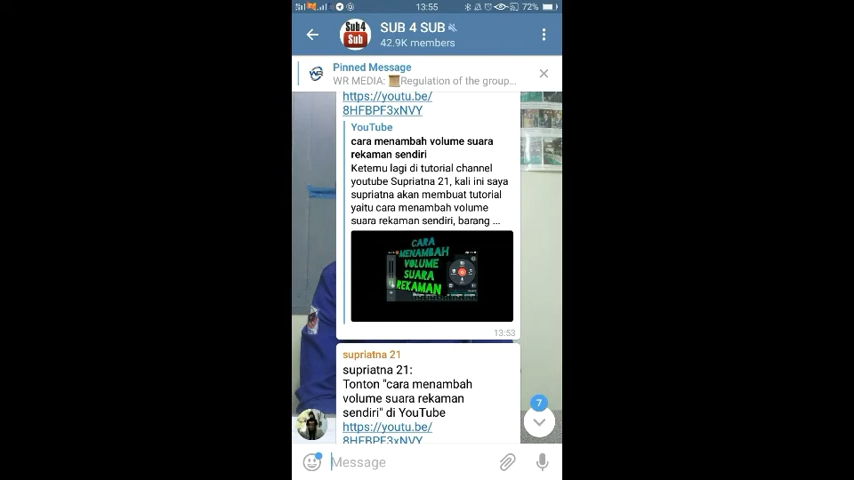 13:55
72%
Sub4
Sub
SUB 4 SUB
42.9K members
Pinned Message
WR MEDIA: Regulation of the group...
https://youtu.be/
8HFBPF3xNVY
YouTube
cara menambah volume suara
rekaman sendiri
Ketemu lagi di tutorial channel
youtube Supriatna 21, kali ini saya
supriatna akan membuat tutorial
yaitu cara menambah volume
suara rekaman sendiri, barang ...
CARA
MENAMBAH
VOLUME
SUARA
REKAMAN
13:53
supriatna 21
supriatna 21:
Tonton "cara menambah
volume suara rekaman
sendiri" di YouTube
https://youtu.be/
8HFBPF3xNVY
7
Message